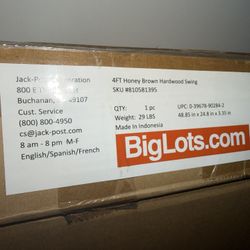 Jack-Post Corporation
800 E
Buchanan, 49107
Cust. Service
(800) 800-4950
cs@jack-post.com
8 am - 8 pm M-F
English/Spanish/French
4FT Honey Brown Hardwood Swing
SKU #810581395
QTY: 1 pc UPC: 0-39678-90284-2
Weight: 29 LBS 48.85 in x 24.8 in x 3.35 in
Made In Indonesia
BigLots.com